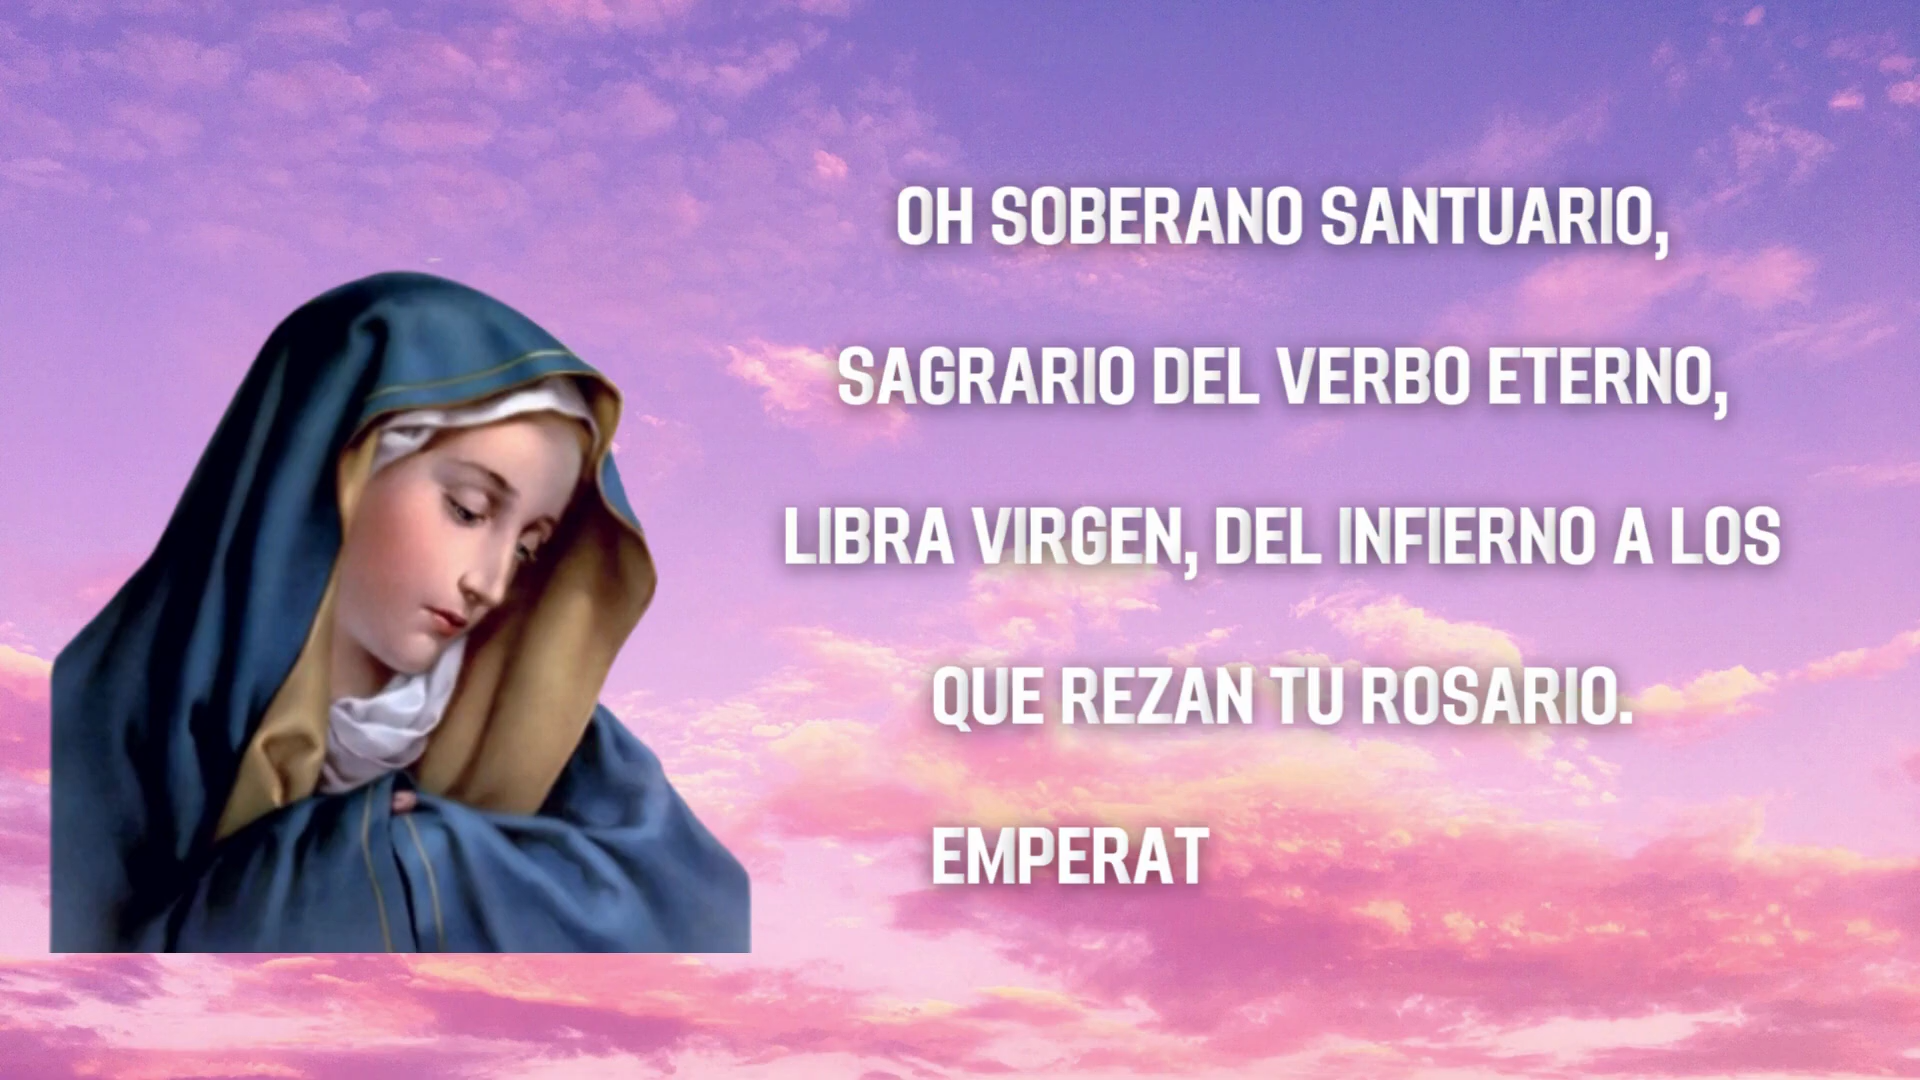 OH SOBERANO SANTUARIO,
SAGRARIO DEL VERBO ETERNO,
LIBRA VIRGEN, DEL INFIERNO A LOS
QUE REZAN TU ROSARIO.
EMPERAT